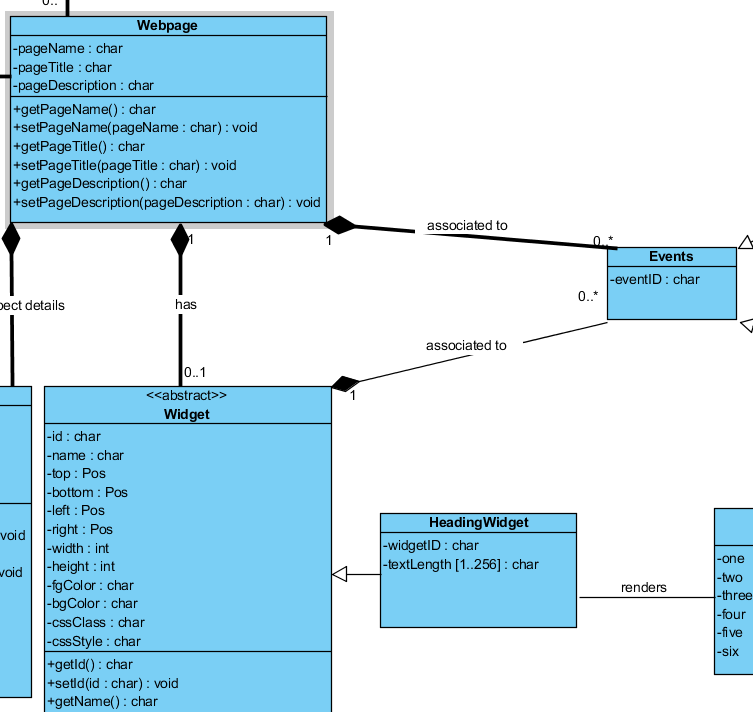 0..
Webpage
-pageName : char
-pageTitle : char
-pageDescription : char
+getPageName() : char
+setPageName(pageName : char) : void
+getPageTitle() : char
+setPageTitle(pageTitle : char) : void
+getPageDescription() : char
+setPageDescription(pageDescription : char) : void
1
1
associated to
0..*
Events
-eventID : char
0..*
associated to
1
pect details
has
0..1
<<abstract>>
Widget
-id : char
-name : char
-top : Pos
-bottom : Pos
-left : Pos
-right : Pos
-width : int
-height : int
-fgColor : char
-bgColor : char
-cssClass : char
-cssStyle : char
+getId() : char
+setId(id : char) : void
+getName() : char
void
void
HeadingWidget
-widgetID : char
-textLength [1..256] : char
renders
-one
-two
-three
-four
-five
-six